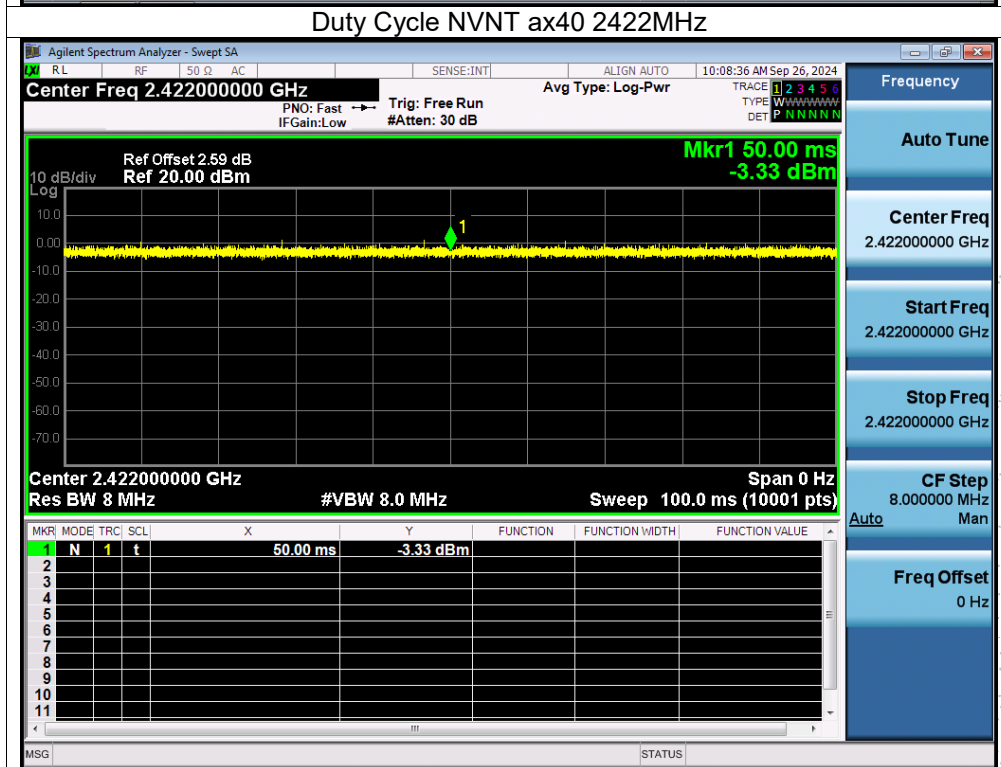 Duty Cycle NVNT ax40 2422MHz
Agilent Spectrum Analyzer - Swept SA
LXI RL RF 50 Ω AC SENSE:INT ALIGN AUTO 10:08:36 AM Sep 26, 2024
Center Freq 2.422000000 GHz
PNO: Fast
IFGain:Low
Trig: Free Run
#Atten: 30 dB
Avg Type: Log-Pwr
TRACE 1 2 3 4 5 6
TYPE WWWWWW
DET P N N N N N
Frequency
Ref Offset 2.59 dB
Ref 20.00 dBm
10 dB/div
Log
Mkr1 50.00 ms
-3.33 dBm
10.0
0.00
-10.0
-20.0
-30.0
-40.0
-50.0
-60.0
-70.0
1
Center 2.422000000 GHz
Span 0 Hz
Res BW 8 MHz
#VBW 8.0 MHz
Sweep 100.0 ms (10001 pts)
MKR MODE TRC SCL X Y FUNCTION FUNCTION WIDTH FUNCTION VALUE
1 N 1 t 50.00 ms -3.33 dBm
2
3
4
5
6
7
8
9
10
11
MSG
STATUS
Auto Tune
Center Freq
2.422000000 GHz
Start Freq
2.422000000 GHz
Stop Freq
2.422000000 GHz
CF Step
8.000000 MHz
Auto Man
Freq Offset
0 Hz